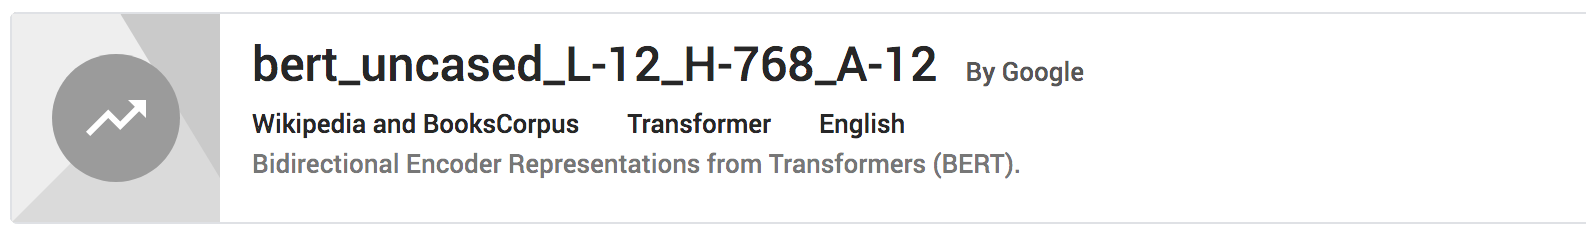 bert_uncased_L-12_H-768_A-12 By Google
Wikipedia and BooksCorpus Transformer English
Bidirectional Encoder Representations from Transformers (BERT).